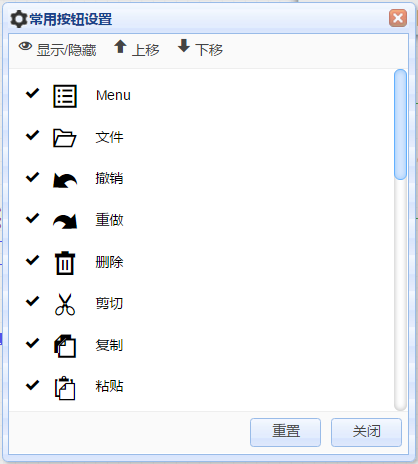 常用按钮设置
显示/隐藏 上移 下移
Menu
文件
撤销
重做
删除
剪切
复制
粘贴
重置 关闭